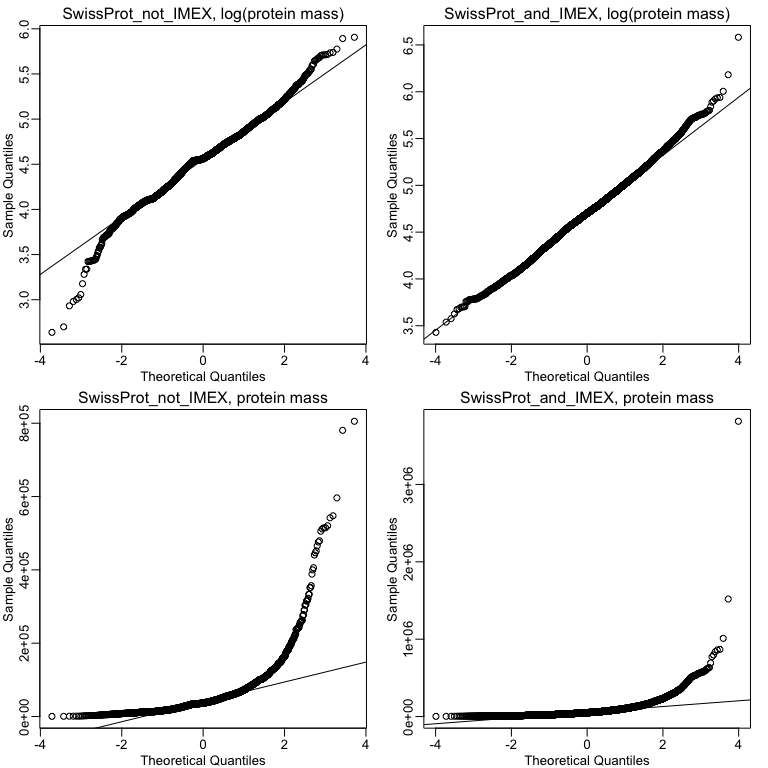 SwissProt_not_IMEX, log(protein mass)
Sample Quantiles
6.0
5.5
5.0
4.5
4.0
3.5
3.0
-4 -2 0 2 4
Theoretical Quantiles
SwissProt_and_IMEX, log(protein mass)
Sample Quantiles
6.5
6.0
5.5
5.0
4.5
4.0
3.5
-4 -2 0 2 4
Theoretical Quantiles
SwissProt_not_IMEX, protein mass
Sample Quantiles
8e+05
6e+05
4e+05
2e+05
0e+00
-4 -2 0 2 4
Theoretical Quantiles
SwissProt_and_IMEX, protein mass
Sample Quantiles
3e+06
2e+06
1e+06
0e+00
-4 -2 0 2 4
Theoretical Quantiles